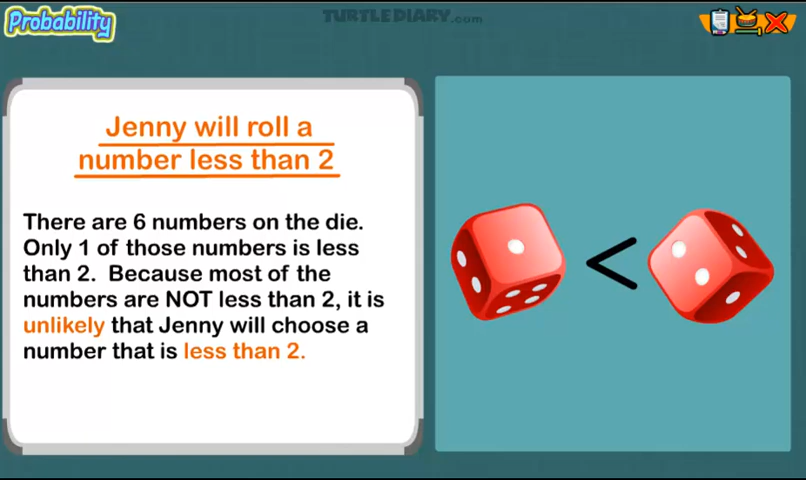 Probability
TURTLEDIARY.com
Jenny will roll a
number less than 2
There are 6 numbers on the die.
Only 1 of those numbers is less
than 2. Because most of the
numbers are NOT less than 2, it is
unlikely that Jenny will choose a
number that is less than 2.
<